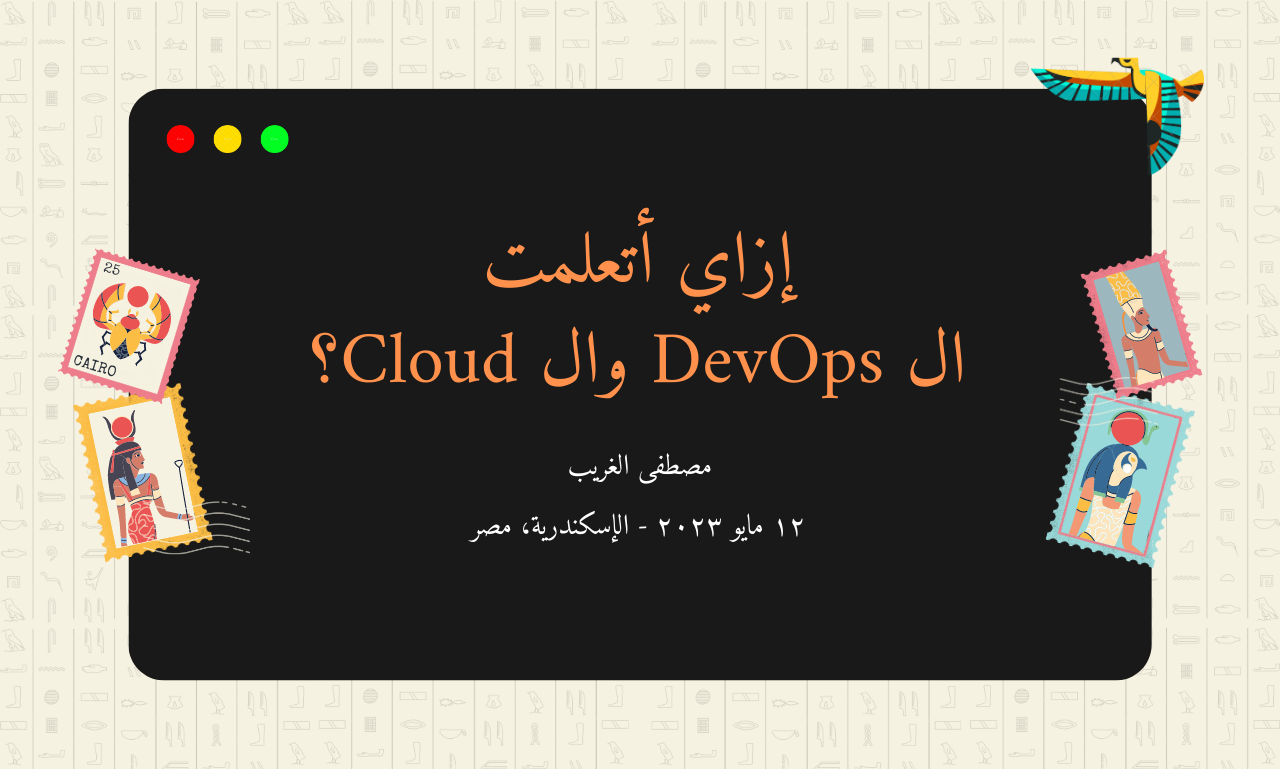 إزاي أتعلمت
ال DevOps وال Cloud؟
مصطفى الغريب
١٢ مايو ٢٠٢٣ - الإسكندرية، مصر
25
CAIRO